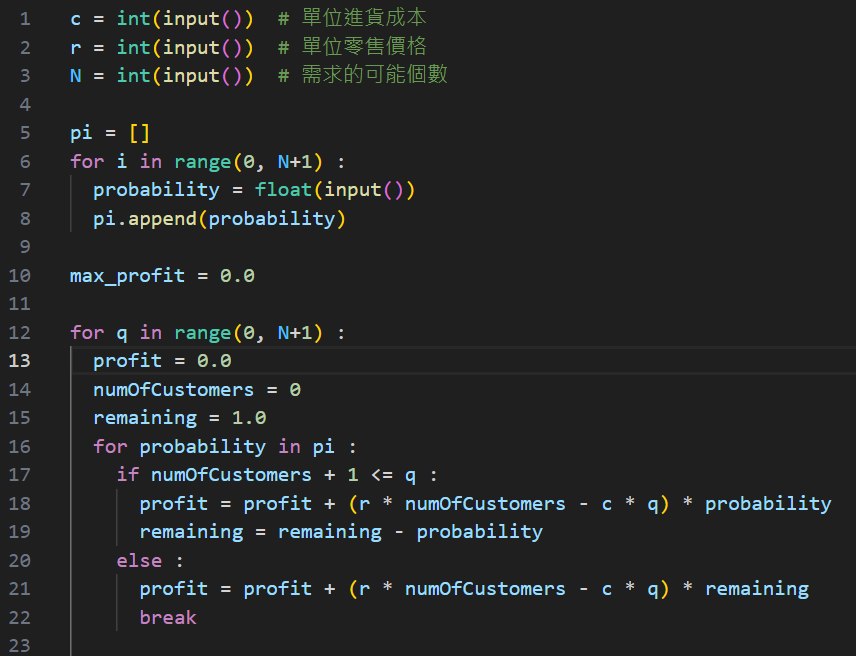 1 c = int(input())  # 單位進貨成本
2 r = int(input())  # 單位零售價格
3 N = int(input())  # 需求的可能個數
4
5 pi = []
6 for i in range(0, N+1) :
7   probability = float(input())
8   pi.append(probability)
9
10 max_profit = 0.0
11
12 for q in range(0, N+1) :
13   profit = 0.0
14   numOfCustomers = 0
15   remaining = 1.0
16   for probability in pi :
17     if numOfCustomers + 1 <= q :
18       profit = profit + (r * numOfCustomers - c * q) * probability
19       remaining = remaining - probability
20     else :
21       profit = profit + (r * numOfCustomers - c * q) * remaining
22       break
23